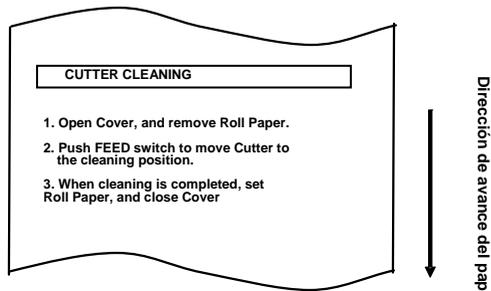 CUTTER CLEANING
1. Open Cover, and remove Roll Paper.
2. Push FEED switch to move Cutter to
the cleaning position.
3. When cleaning is completed, set
Roll Paper, and close Cover
Dirección de avance del pap